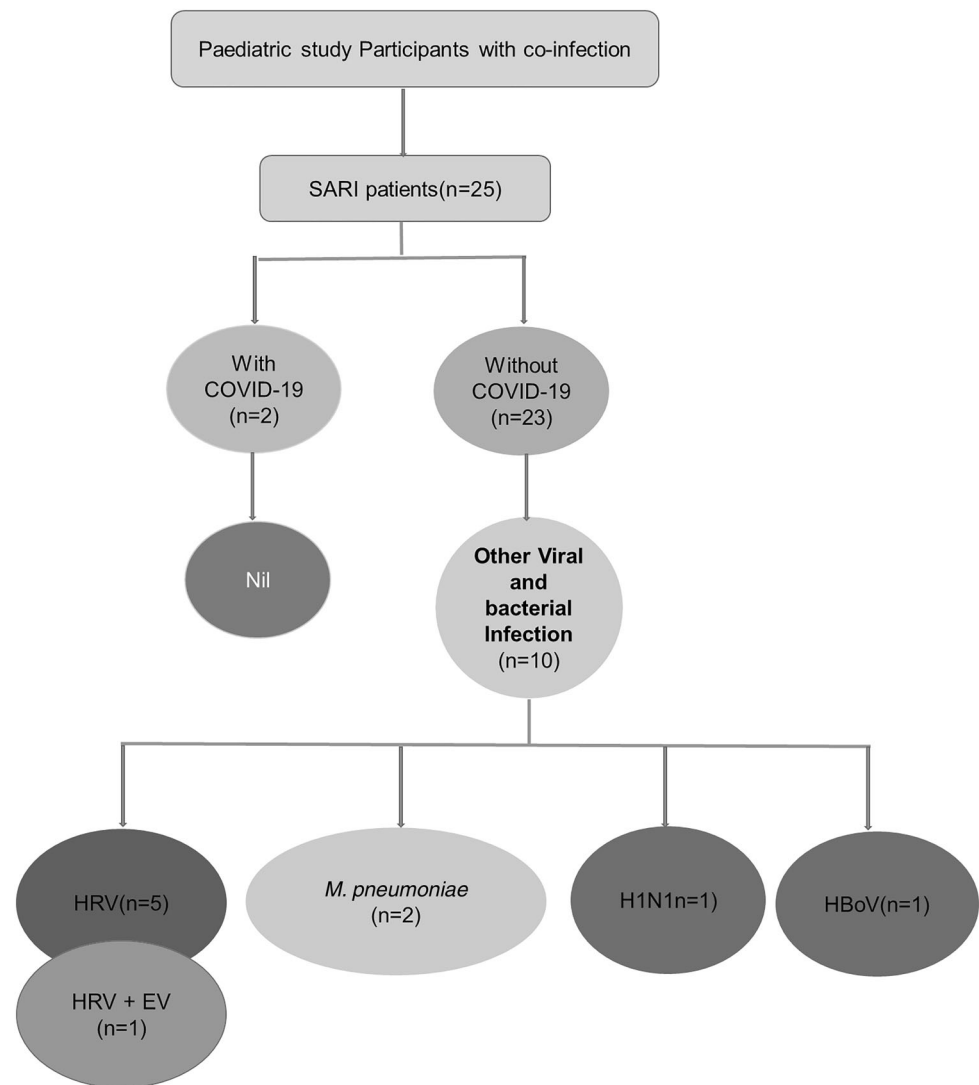 Paediatric study Participants with co-infection
SARI patients(n=25)
With
COVID-19
(n=2)
Without
COVID-19
(n=23)
Nil
Other Viral
and
bacterial
Infection
(n=10)
HRV(n=5)
M. pneumoniae
(n=2)
H1N1n=1)
HBoV(n=1)
HRV + EV
(n=1)